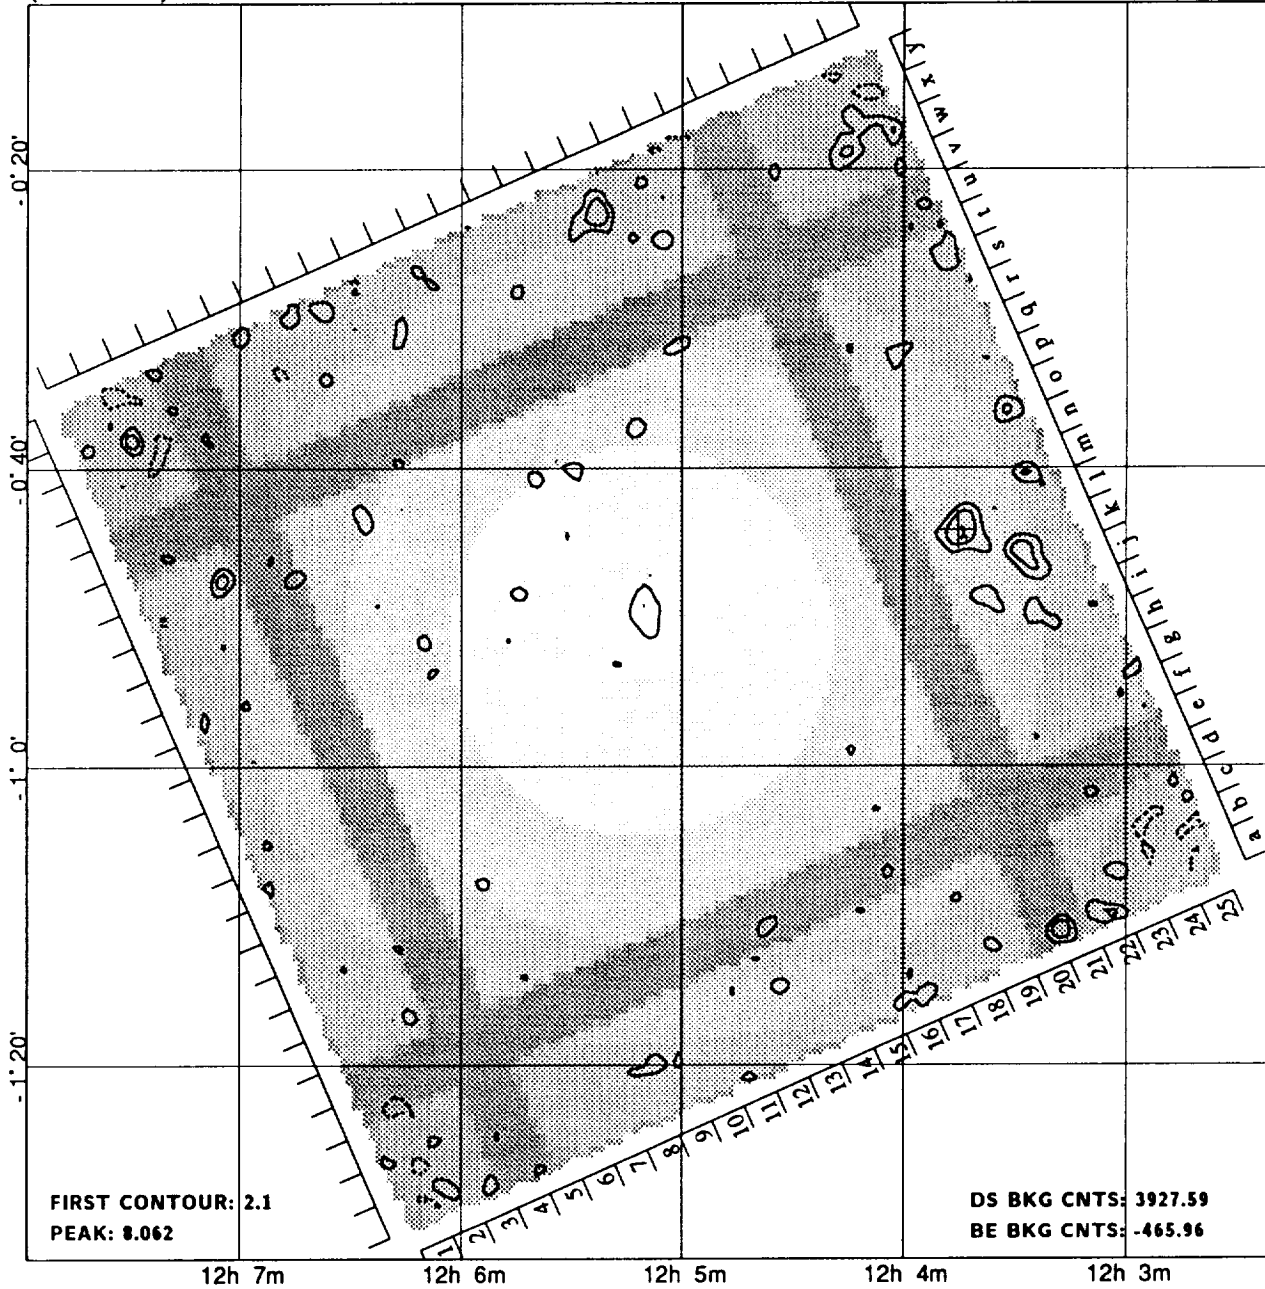 y
x
w
v
u
t
s
r
q
p
o
n
m
l
k
j
i
h
g
f
e
d
c
b
a
-0° 20'
-0° 40'
-1° 0'
-1° 20'
1
2
3
4
5
6
7
8
9
10
11
12
13
14
15
16
17
18
19
20
21
22
23
24
25
FIRST CONTOUR: 2.1
PEAK: 8.062
DS BKG CNTS: 3927.59
BE BKG CNTS: -465.96
12h 7m
12h 6m
12h 5m
12h 4m
12h 3m